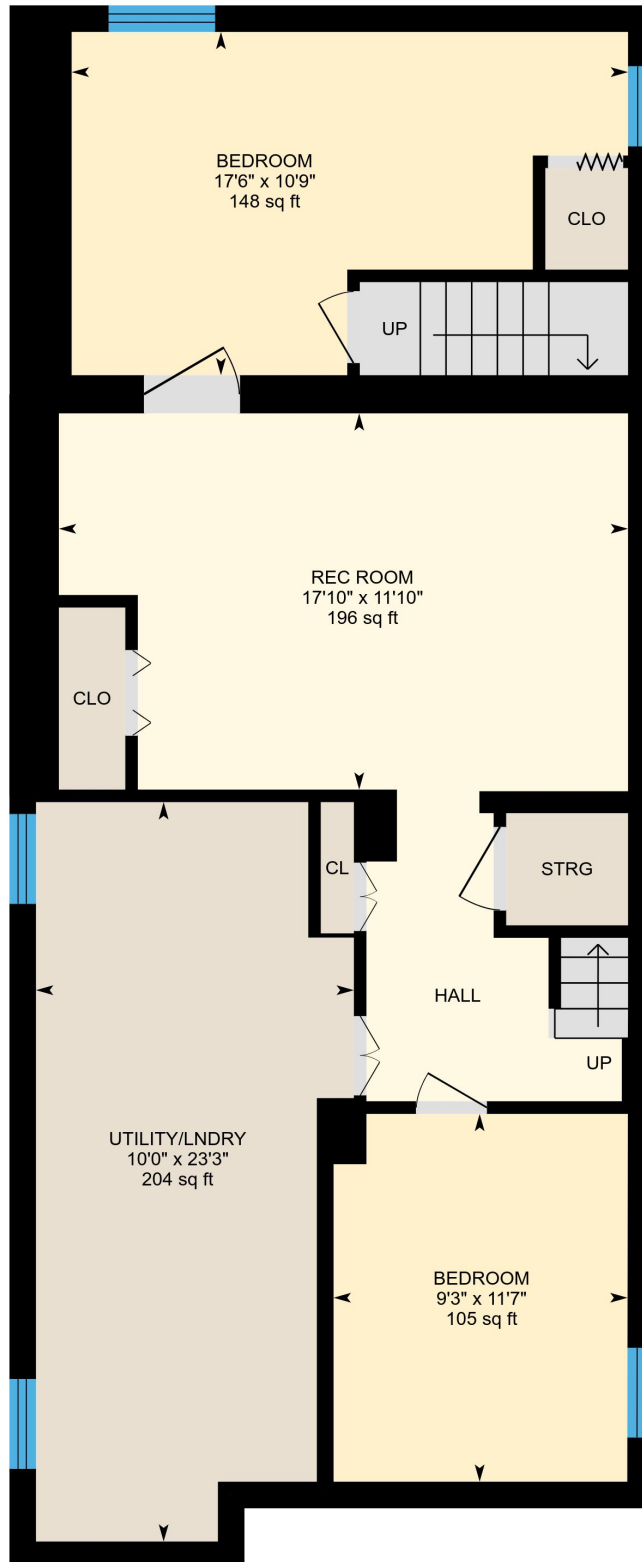 BEDROOM
17'6" x 10'9"
148 sq ft
CLO
UP
REC ROOM
17'10" x 11'10"
196 sq ft
CLO
CL
STRG
HALL
UP
UTILITY/LNDRY
10'0" x 23'3"
204 sq ft
BEDROOM
9'3" x 11'7"
105 sq ft